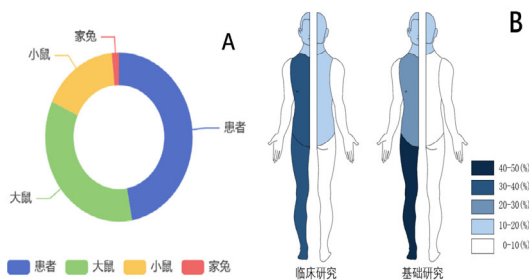 A
家兔
小鼠
患者
大鼠
患者 大鼠 小鼠 家兔
B
40-50(%)
30-40(%)
20-30(%)
10-20(%)
0-10(%)
临床研究 基础研究